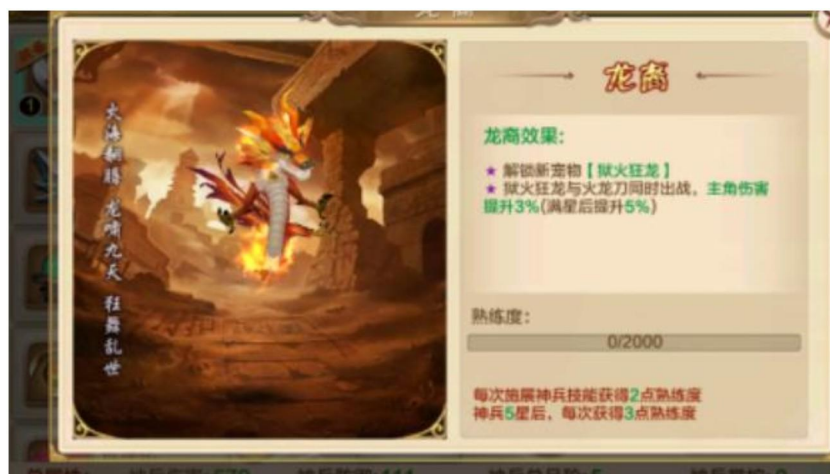 龙裔
火海翻腾 龙啸九天 狂舞乱世
龙裔
龙裔效果:
★ 解锁新宠物【狱火狂龙】
★ 狱火狂龙与火龙刀同时出战,主角伤害
提升3%(满星后提升5%)
熟练度:
0/2000
每次施展神兵技能获得2点熟练度
神兵5星后,每次获得3点熟练度